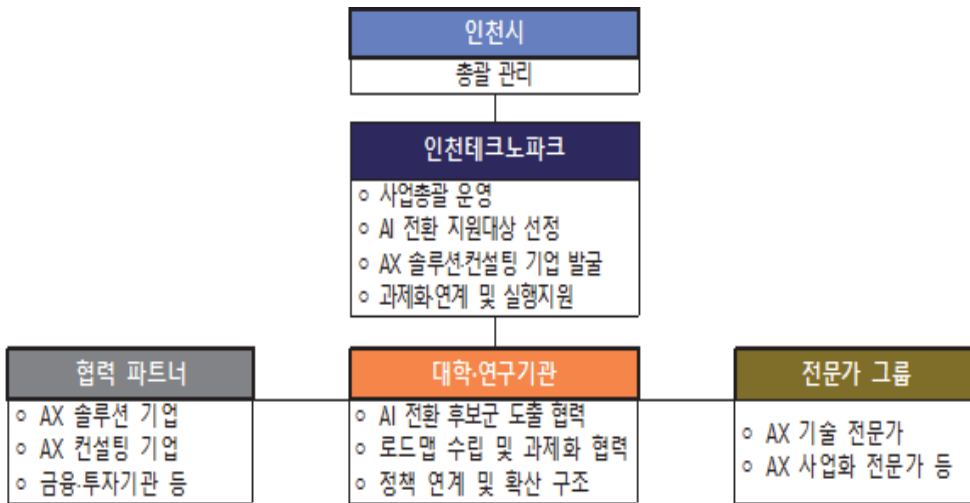 인천시
총괄 관리
인천테크노파크
○ 사업총괄 운영
○ AI 전환 지원대상 선정
○ AX 솔루션·컨설팅 기업 발굴
○ 과제화·연계 및 실행지원
협력 파트너
○ AX 솔루션 기업
○ AX 컨설팅 기업
○ 금융·투자기관 등
대학·연구기관
○ AI 전환 후보군 도출 협력
○ 로드맵 수립 및 과제화 협력
○ 정책 연계 및 확산 구조
전문가 그룹
○ AX 기술 전문가
○ AX 사업화 전문가 등